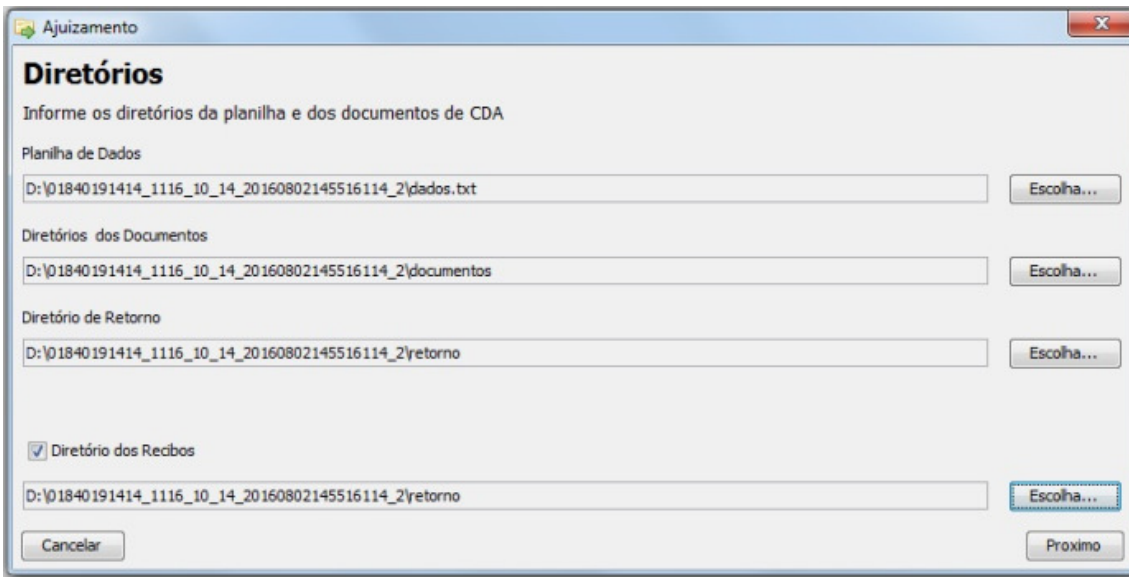 Ajuizamento
X
Diretórios
Informe os diretórios da planilha e dos documentos de CDA
Planilha de Dados
D:\01840191414_1116_10_14_20160802145516114_2\dados.txt
Escolha...
Diretórios dos Documentos
D:\01840191414_1116_10_14_20160802145516114_2\documentos
Escolha...
Diretório de Retorno
D:\01840191414_1116_10_14_20160802145516114_2\retorno
Escolha...
Diretório dos Recibos
D:\01840191414_1116_10_14_20160802145516114_2\retorno
Escolha...
Cancelar
Proximo